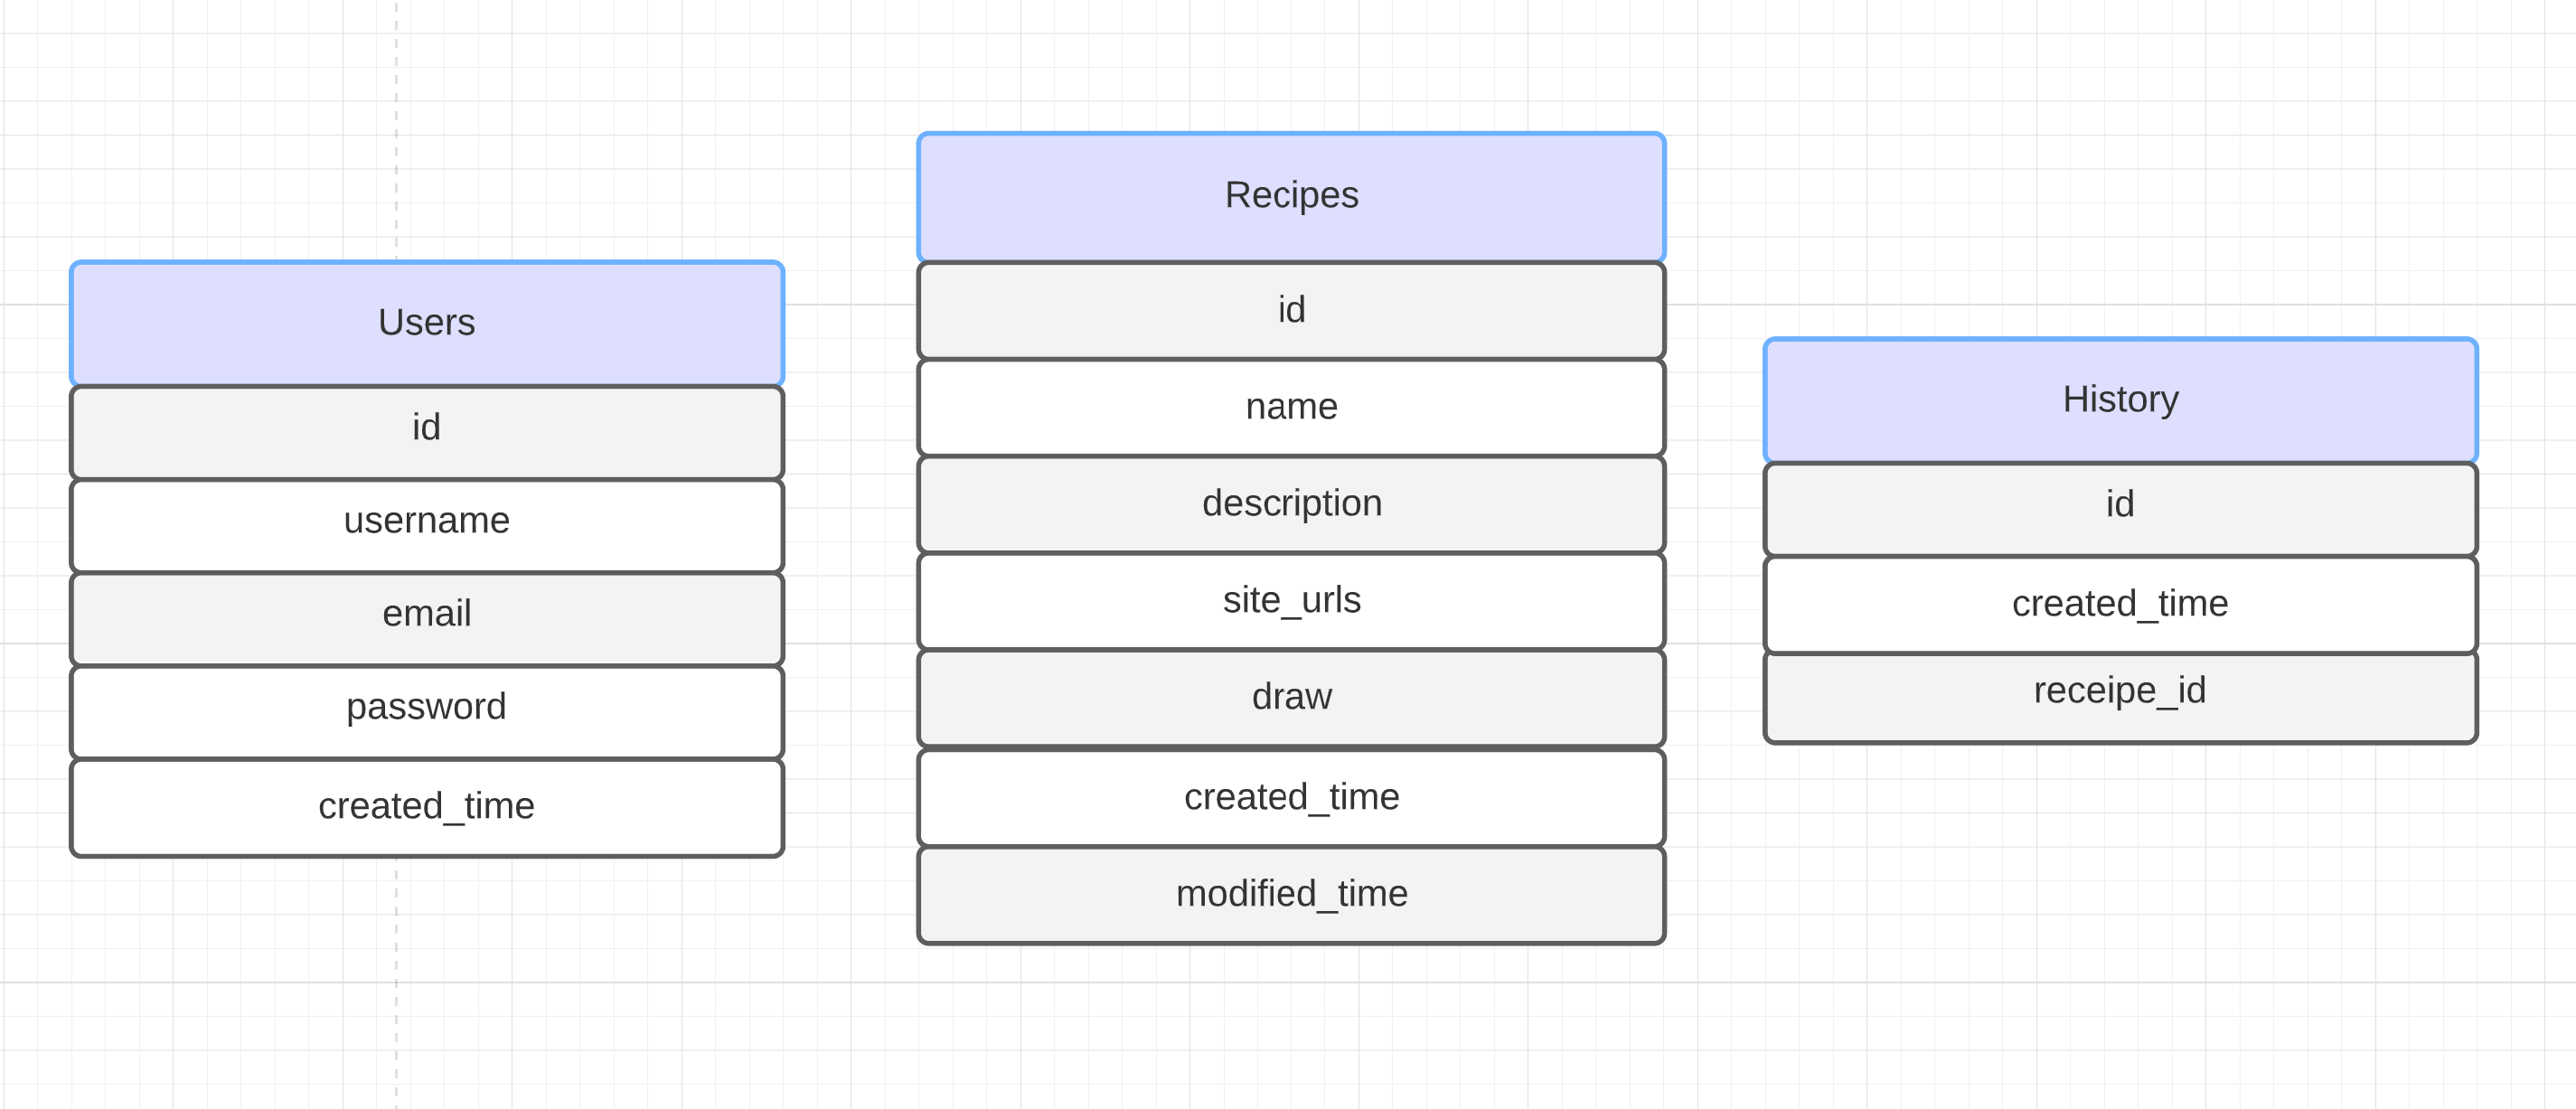 Users
id
username
email
password
created_time
Recipes
id
name
description
site_urls
draw
created_time
modified_time
History
id
created_time
receipe_id